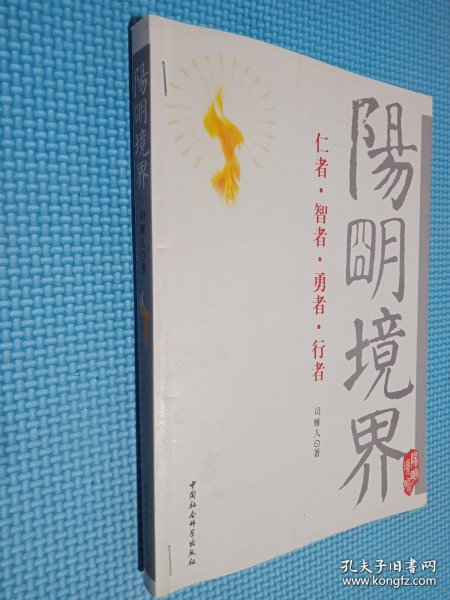 陽明境界
仁者·智者·勇者·行者
司雁人⊙著
中国社会科学出版社
陽明境界
司雁人⊙著
孔夫子旧书网
www.kongfz.com